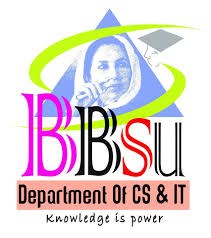 BBSu
Department Of CS & IT
Knowledge is power